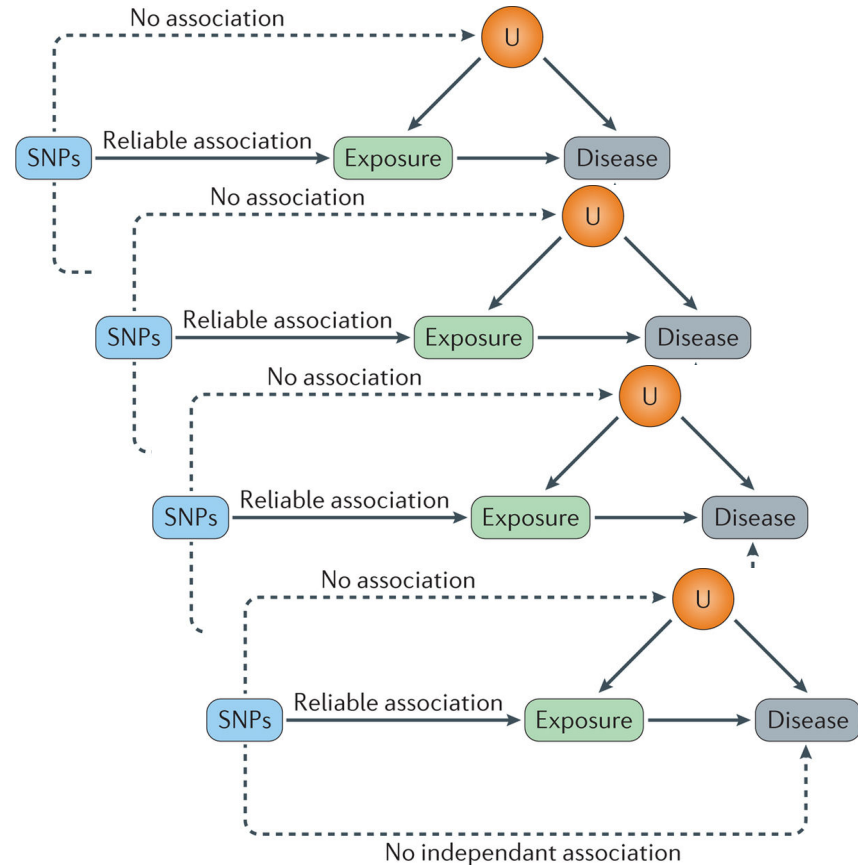 No association
U
Reliable association
SNPs
Exposure
Disease
No association
U
Reliable association
SNPs
Exposure
Disease
No association
U
Reliable association
SNPs
Exposure
Disease
No association
U
Reliable association
SNPs
Exposure
Disease
No independant association